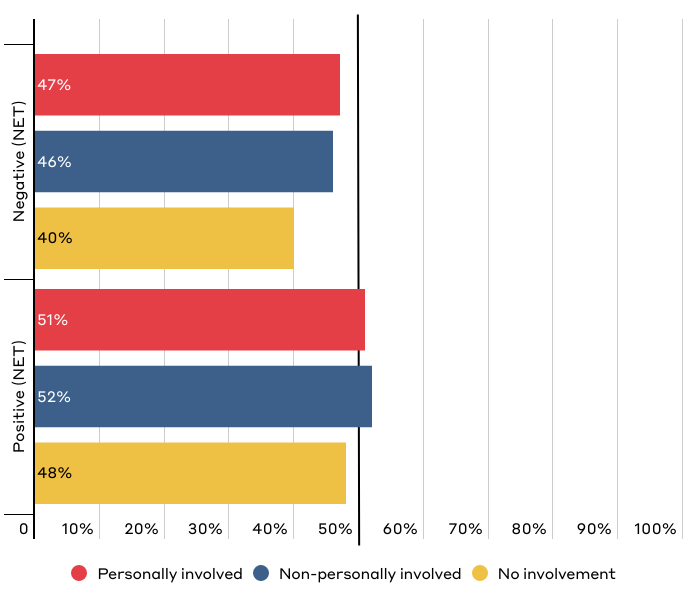 Negative (NET)
47%
46%
40%
Positive (NET)
51%
52%
48%
0 10% 20% 30% 40% 50% 60% 70% 80% 90% 100%
Personally involved Non-personally involved No involvement